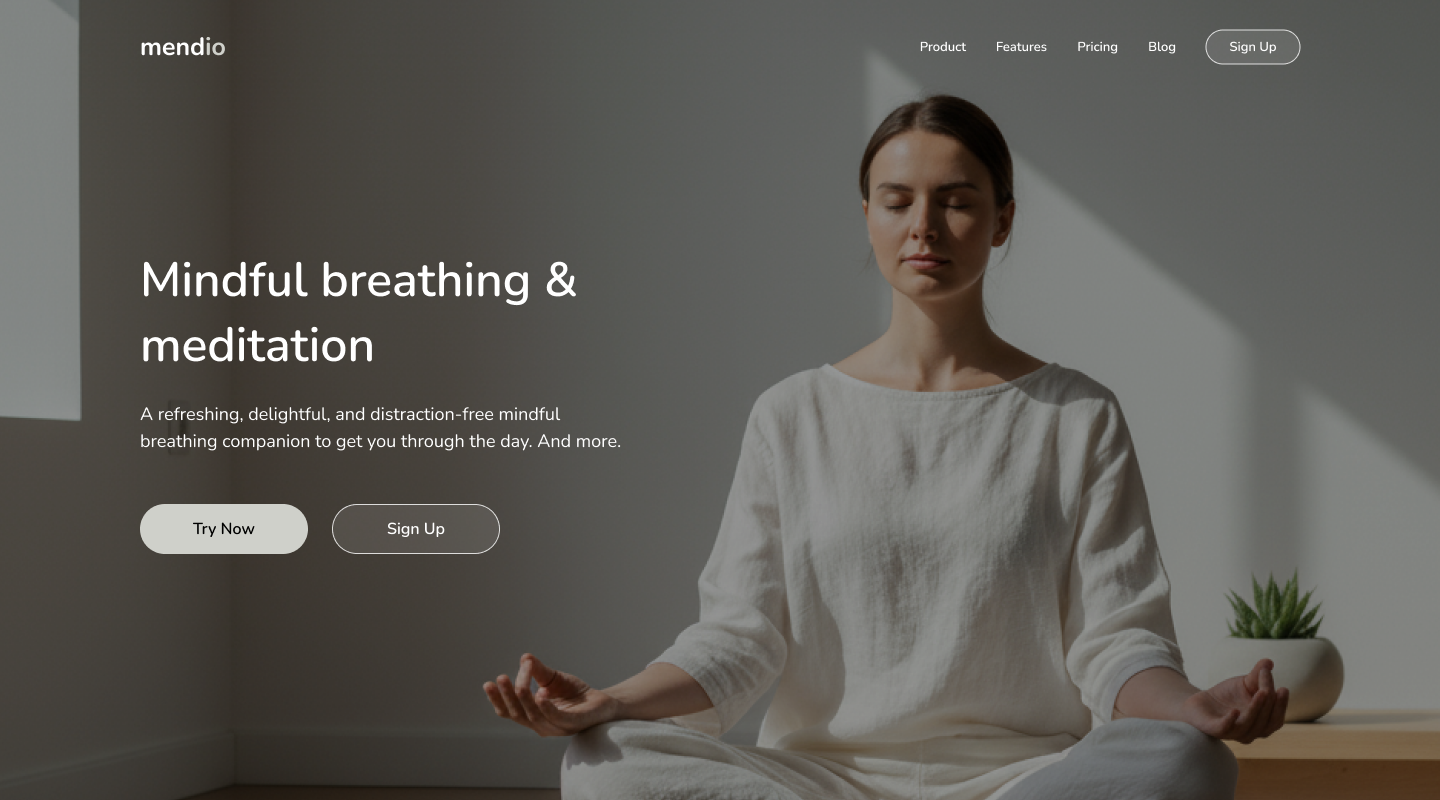 mendio
Product
Features
Pricing
Blog
Sign Up
Mindful breathing &
meditation
A refreshing, delightful, and distraction-free mindful
breathing companion to get you through the day. And more.
Try Now
Sign Up